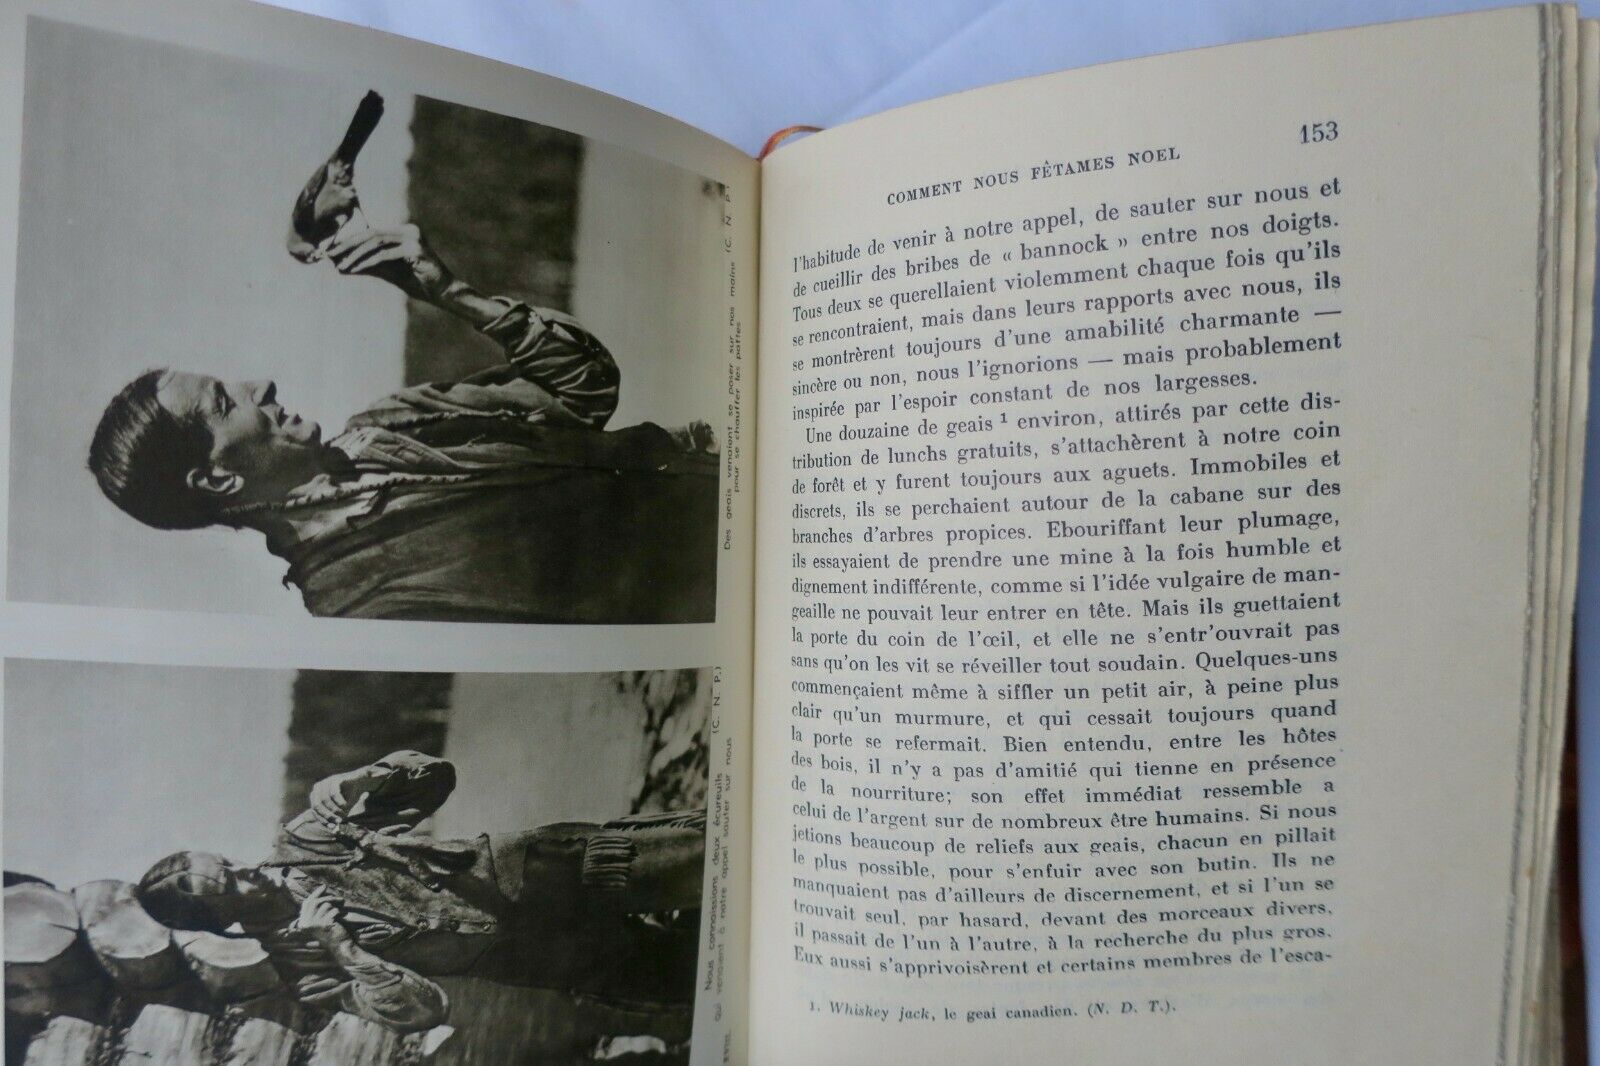 Des geais venaient se poser sur nos mains (C. N. P.)
pour se chauffer les pattes
Nous connaissions deux écureuils (C. N. P.)
qui venaient à notre appel sauter sur nous
XVIII.
COMMENT NOUS FÊTAMES NOEL 153
l'habitude de venir à notre appel, de sauter sur nous et
de cueillir des bribes de « bannock » entre nos doigts.
Tous deux se querellaient violemment chaque fois qu'ils
se rencontraient, mais dans leurs rapports avec nous, ils
se montrèrent toujours d'une amabilité charmante —
sincère ou non, nous l'ignorions — mais probablement
inspirée par l'espoir constant de nos largesses.
Une douzaine de geais 1 environ, attirés par cette dis-
tribution de lunchs gratuits, s'attachèrent à notre coin
de forêt et y furent toujours aux aguets. Immobiles et
discrets, ils se perchaient autour de la cabane sur des
branches d'arbres propices. Ebouriffant leur plumage,
ils essayaient de prendre une mine à la fois humble et
dignement indifférente, comme si l'idée vulgaire de man-
geaille ne pouvait leur entrer en tête. Mais ils guettaient
la porte du coin de l'œil, et elle ne s'entr'ouvrait pas
sans qu'on les vit se réveiller tout soudain. Quelques-uns
commençaient même à siffler un petit air, à peine plus
clair qu'un murmure, et qui cessait toujours quand
la porte se refermait. Bien entendu, entre les hôtes
des bois, il n'y a pas d'amitié qui tienne en présence
de la nourriture; son effet immédiat ressemble a
celui de l'argent sur de nombreux être humains. Si nous
jetions beaucoup de reliefs aux geais, chacun en pillait
le plus possible, pour s'enfuir avec son butin. Ils ne
manquaient pas d'ailleurs de discernement, et si l'un se
trouvait seul, par hasard, devant des morceaux divers,
il passait de l'un à l'autre, à la recherche du plus gros.
Eux aussi s'apprivoisèrent et certains membres de l'esca-
1. Whiskey jack, le geai canadien. (N. D. T.).